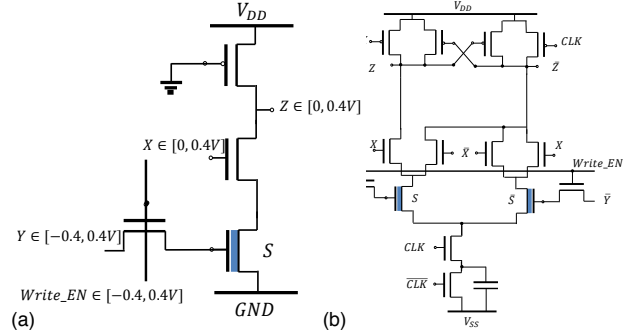 V_DD
Z ∈ [0, 0.4V]
X ∈ [0, 0.4V]
Y ∈ [-0.4, 0.4V]
S
Write_EN ∈ [-0.4, 0.4V]
GND
(a)
V_DD
CLK
Z
Z̄
X
X̄
X
Write_EN
S
S̄
Ȳ
CLK
C̅L̅K̅
V_SS
(b)